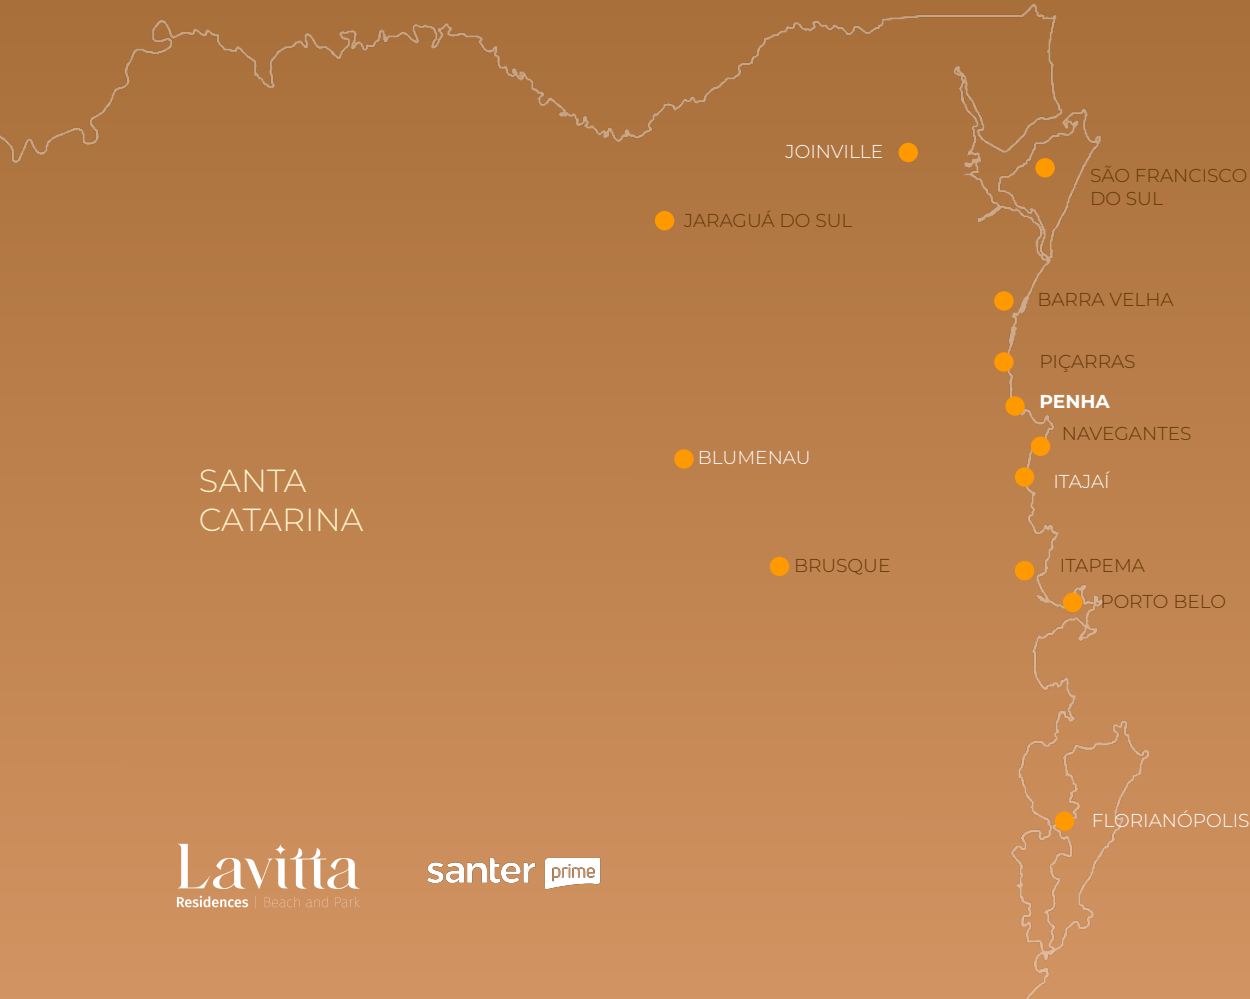 JOINVILLE
SÃO FRANCISCO
DO SUL
JARAGUÁ DO SUL
BARRA VELHA
PIÇARRAS
PENHA
NAVEGANTES
BLUMENAU
ITAJAÍ
SANTA
CATARINA
BRUSQUE
ITAPEMA
PORTO BELO
FLORIANÓPOLIS
Lavitta
Residences | Beach and Park
santer prime